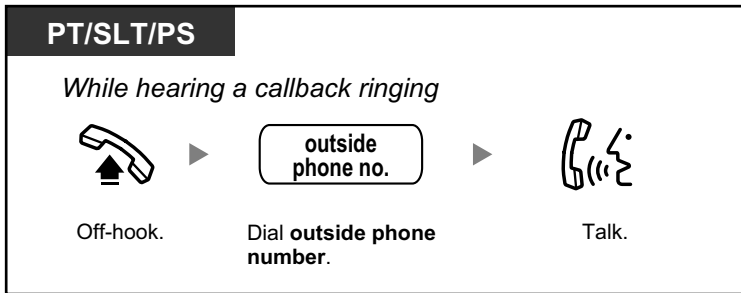 PT/SLT/PS
While hearing a callback ringing
outside
phone no.
Off-hook.
Dial outside phone
number.
Talk.